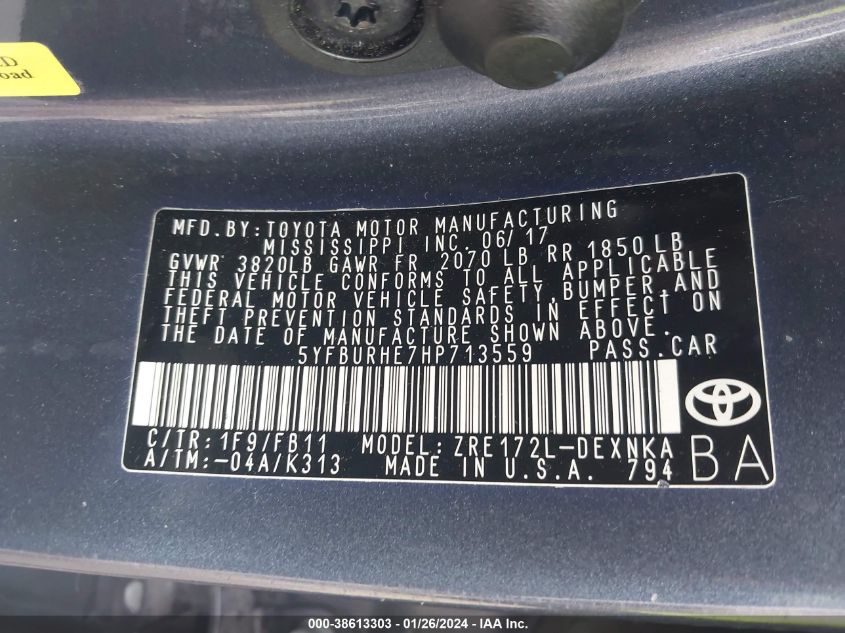 D
oad
MFD.BY:TOYOTA MOTOR MANUFACTURING
MISSISSIPPI INC. 06/17
GVWR 3820LB GAWR FR 2070 LB RR 1850 LB
THIS VEHICLE CONFORMS TO ALL APPLICABLE
FEDERAL MOTOR VEHICLE SAFETY,BUMPER,AND
THEFT PREVENTION STANDARDS IN EFFECT ON
THE DATE OF MANUFACTURE SHOWN ABOVE.
5YFBURHE7HP713559 PASS.CAR
C/TR:1F9/FB11 MODEL:ZRE172L-DEXNKA
A/TM:-04A/K313 MADE IN U.S.A. 794
BA
000-38613303 - 01/26/2024 - IAA Inc.